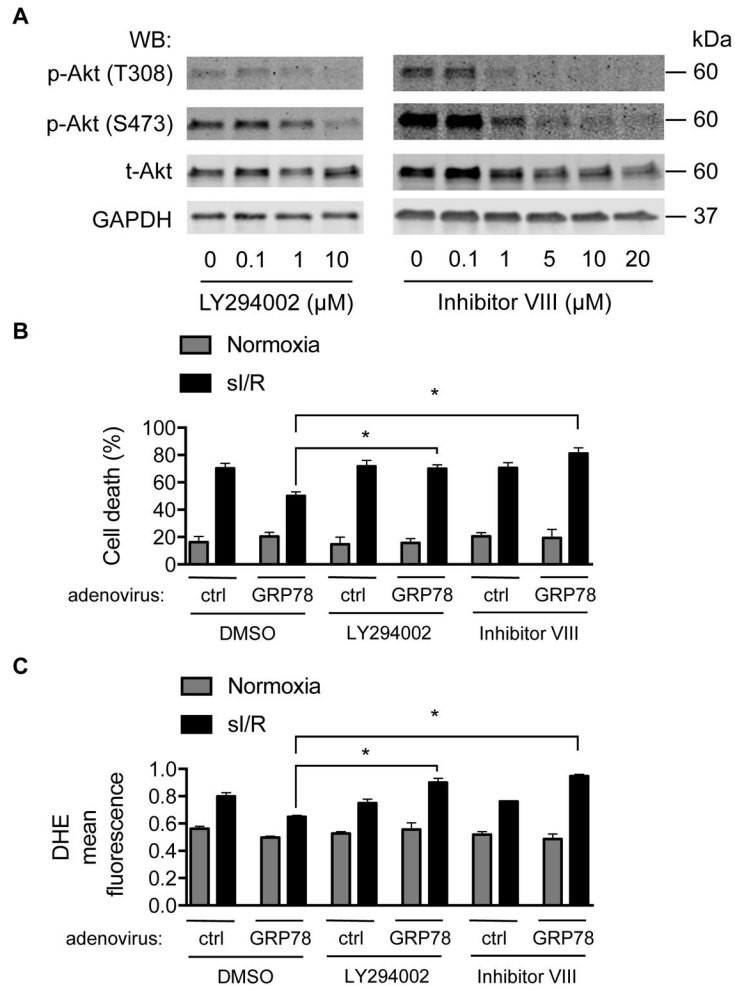 A
WB:
kDa
p-Akt (T308)
60
p-Akt (S473)
60
t-Akt
60
GAPDH
37
0 0.1 1 10
0 0.1 1 5 10 20
LY294002 (µM)
Inhibitor VIII (µM)
B
Normoxia
sI/R
*
*
Cell death (%)
100
80
60
40
20
0
adenovirus: ctrl GRP78 ctrl GRP78 ctrl GRP78
DMSO LY294002 Inhibitor VIII
C
Normoxia
sI/R
*
*
DHE
mean
fluorescence
1.0
0.8
0.6
0.4
0.2
0.0
adenovirus: ctrl GRP78 ctrl GRP78 ctrl GRP78
DMSO LY294002 Inhibitor VIII